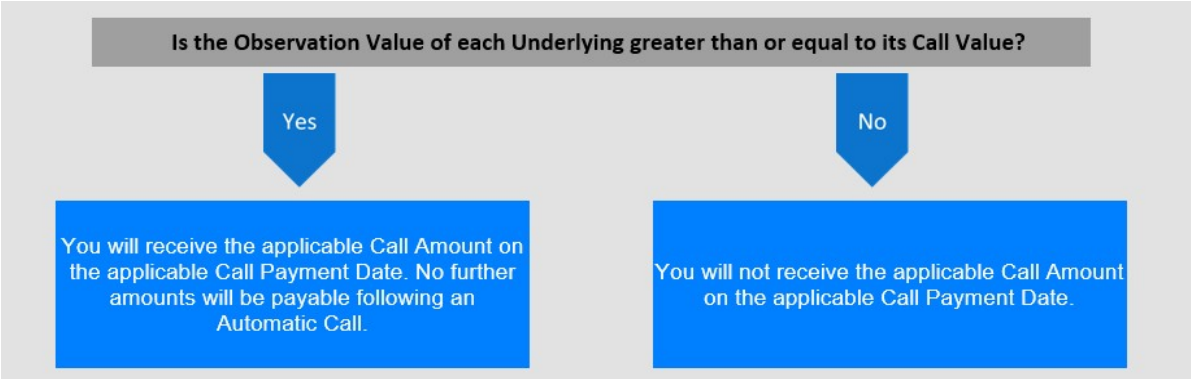 Is the Observation Value of each Underlying greater than or equal to its Call Value?
Yes
No
You will receive the applicable Call Amount on
the applicable Call Payment Date. No further
amounts will be payable following an
Automatic Call.
You will not receive the applicable Call Amount
on the applicable Call Payment Date.